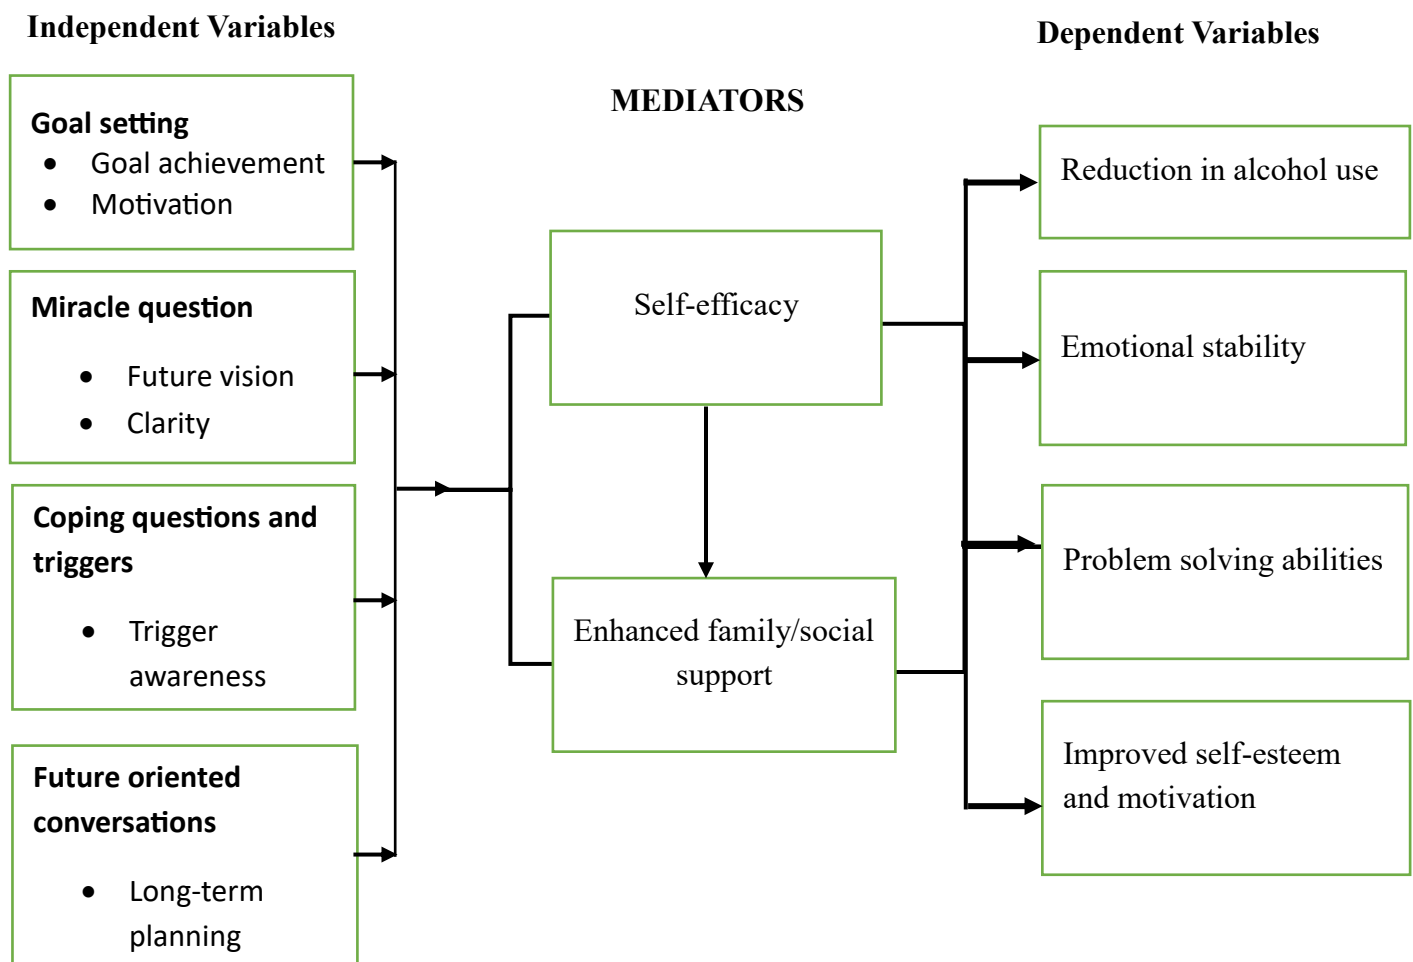 Independent Variables
Goal setting
• Goal achievement
• Motivation
Miracle question
• Future vision
• Clarity
Coping questions and
triggers
• Trigger
awareness
Future oriented
conversations
• Long-term
planning
MEDIATORS
Self-efficacy
Enhanced family/social
support
Dependent Variables
Reduction in alcohol use
Emotional stability
Problem solving abilities
Improved self-esteem
and motivation